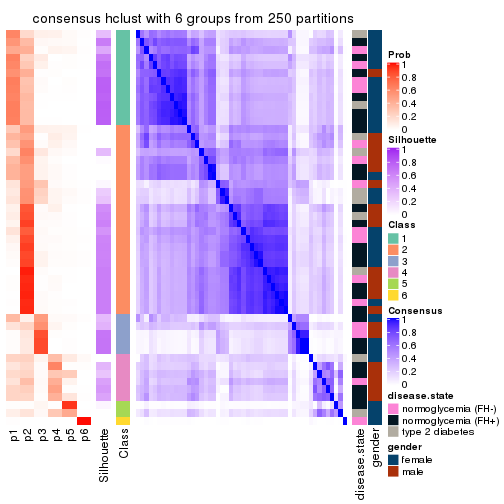 consensus hclust with 6 groups from 250 partitions
Prob
1
0.8
0.6
0.4
0.2
0
Silhouette
1
0.8
0.6
0.4
0.2
0
Class
1
2
3
4
5
6
Consensus
1
0.8
0.6
0.4
0.2
0
disease.state
normoglycemia (FH-)
normoglycemia (FH+)
type 2 diabetes
gender
female
male
p1
p2
p3
p4
p5
p6
Silhouette
Class
disease.state
gender